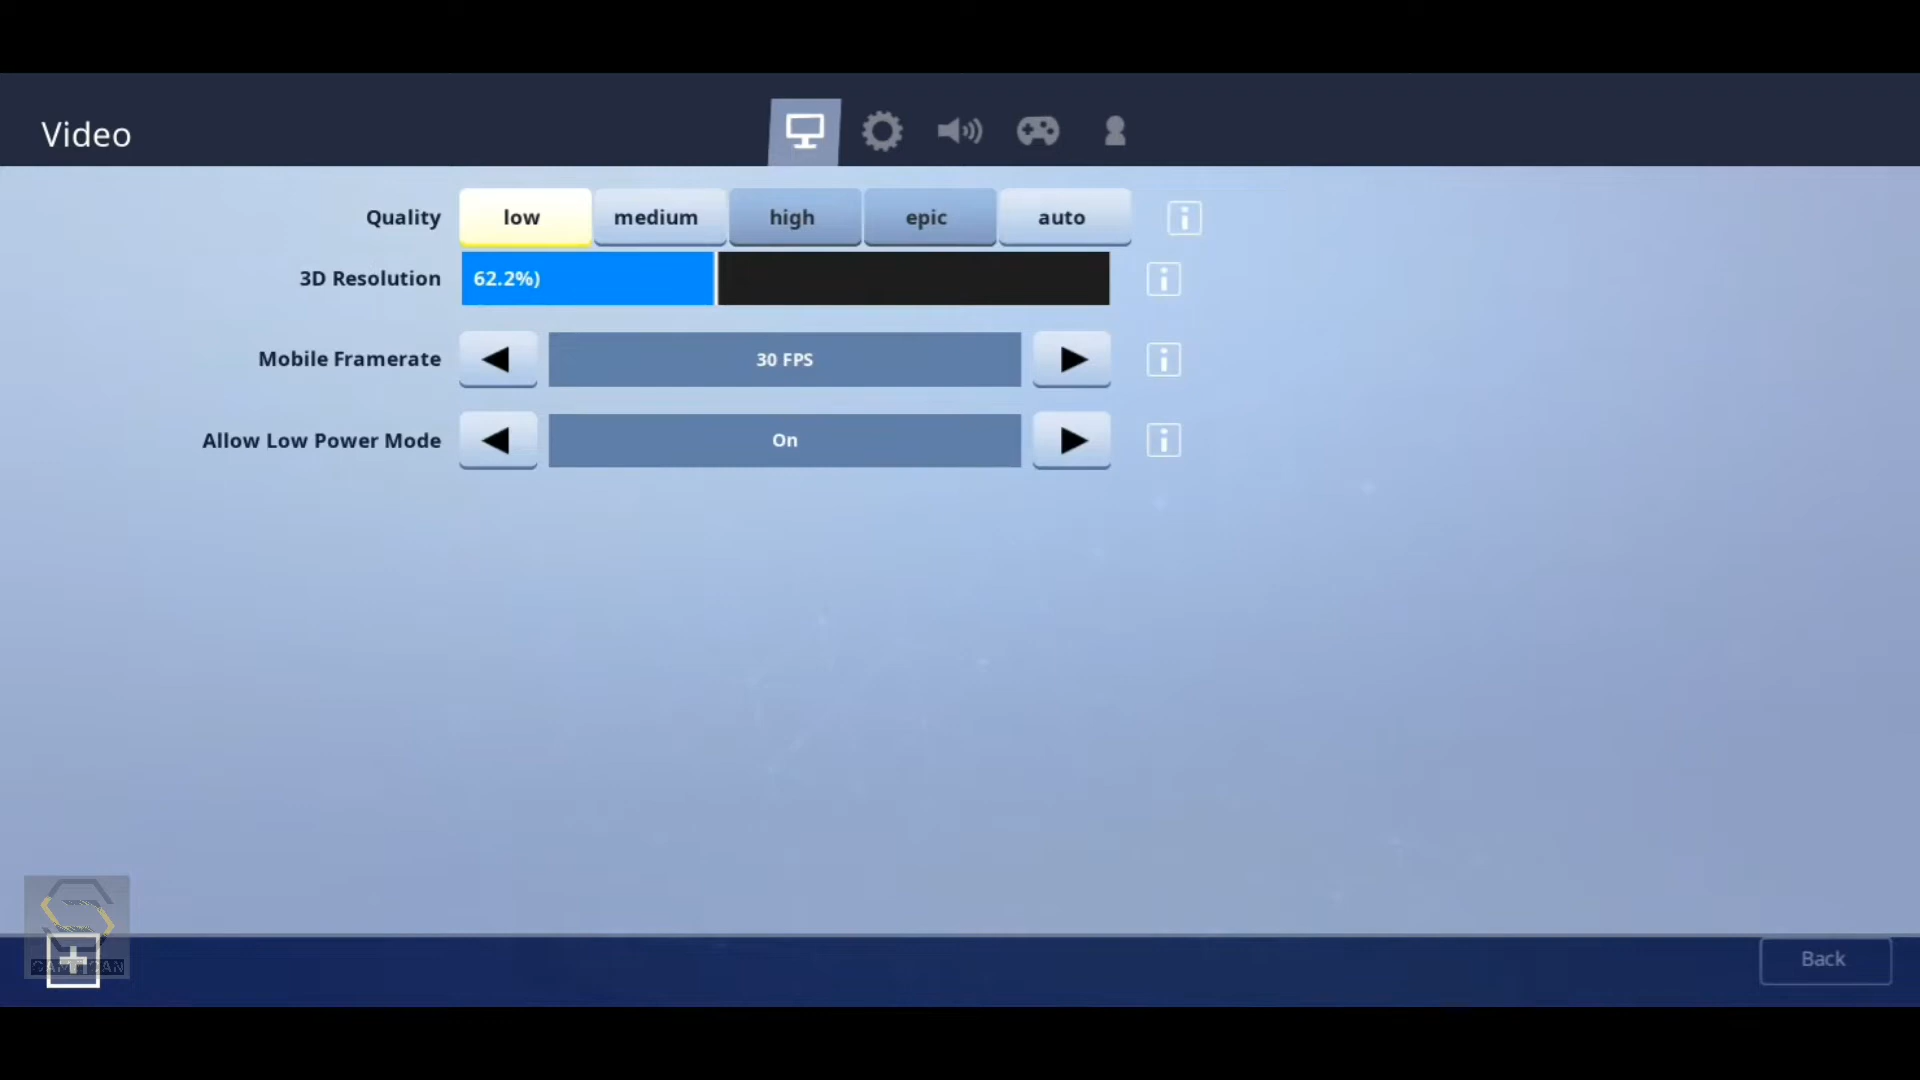 Video
Quality low medium high epic auto
3D Resolution 62.2%)
Mobile Framerate 30 FPS
Allow Low Power Mode On
Back